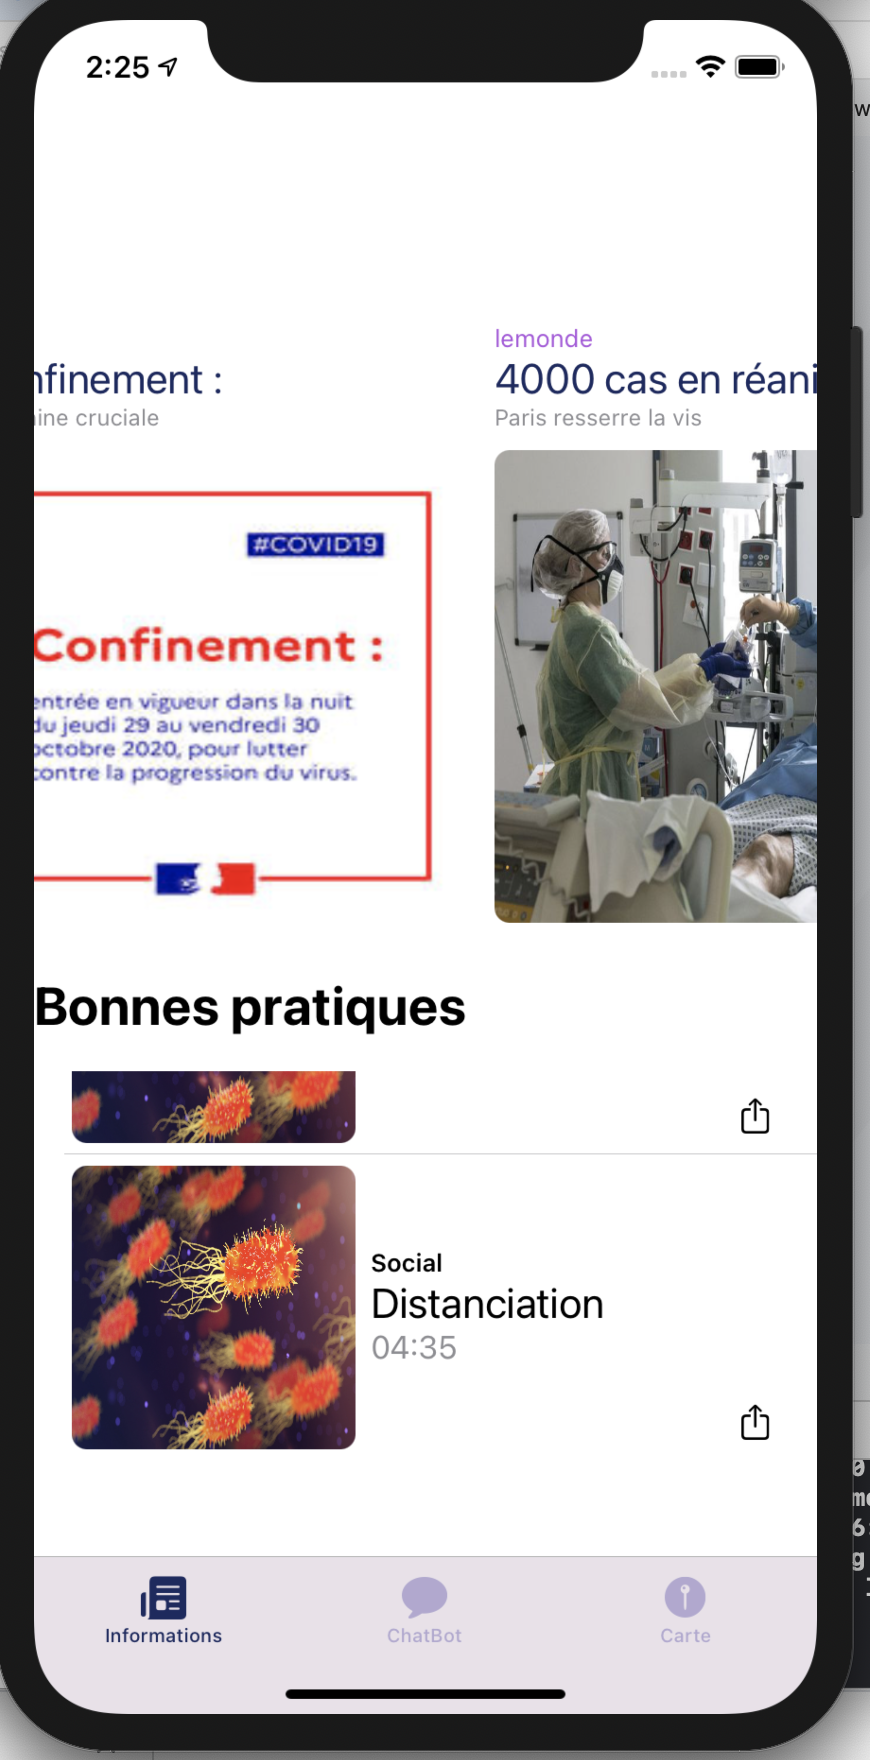 2:25
nfinement :
ine cruciale
#COVID19
Confinement :
entrée en vigueur dans la nuit
du jeudi 29 au vendredi 30
octobre 2020, pour lutter
contre la progression du virus.
lemonde
4000 cas en réani
Paris resserre la vis
Bonnes pratiques
Social
Distanciation
04:35
Informations
ChatBot
Carte